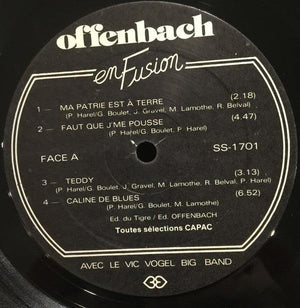 offenbach
en Fusion
1— MA PATRIE EST À TERRE (2.18)
(P. Harel/G. Boulet, J. Gravel, M. Lamothe, R. Belval)
2— FAUT QUE J'ME POUSSE (4.47)
(P. Harel/G. Boulet, P. Harel)
FACE A SS-1701
3— TEDDY (3.13)
(P. Harel/G. Boulet, J. Gravel, M. Lamothe, R. Belval)
4— CALINE DE BLUES (6.52)
(P. Harel/G. Boulet, M. Lamothe)
Ed. du Tigre / Ed. OFFENBACH
Toutes sélections CAPAC
AVEC LE VIC VOGEL BIG BAND